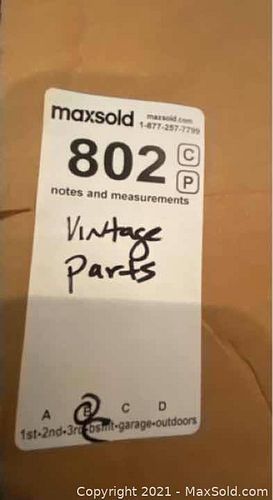 maxsold maxsold.com
1-877-257-7799
802 C
P
notes and measurements
Vintage
Parts
A B C D
1st-2nd-3rd-bsmt-garage-outdoors
Copyright © 2021 - MaxSold.com